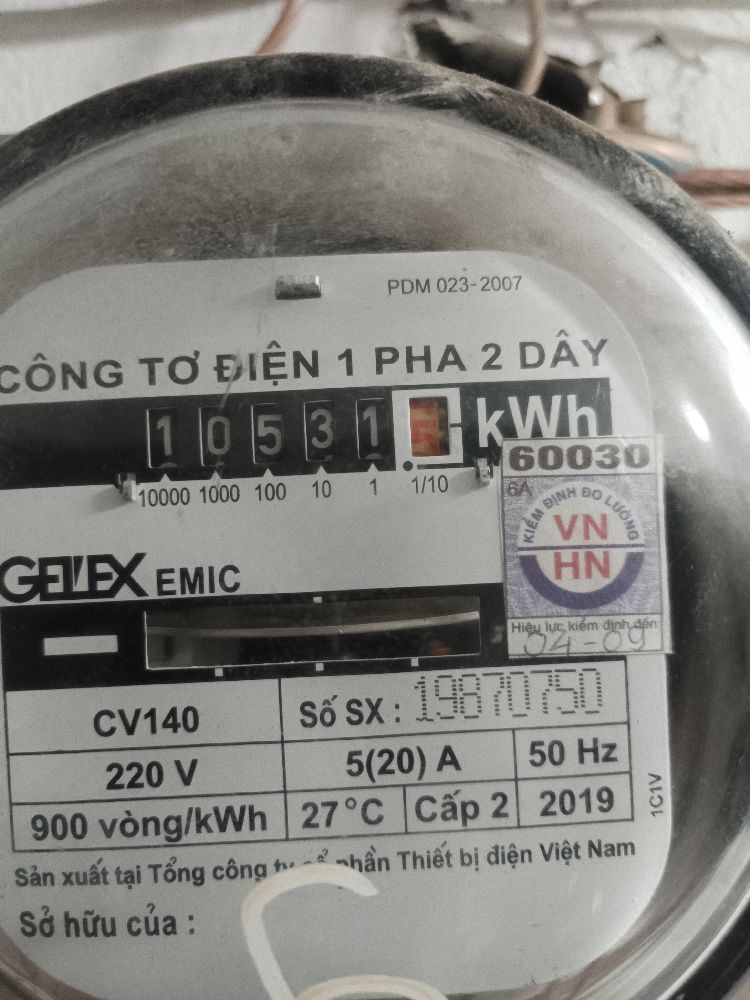 PDM 023-2007
CÔNG TƠ ĐIỆN 1 PHA 2 DÂY
1 0 5 3 1 5 kWh
10000 1000 100 10 1 1/10
60030
6A
KIỂM ĐỊNH ĐO LƯỜNG
VN
HN
Hiệu lực kiểm định đến
04-09
GELEX EMIC
CV140
Số SX : 19870750
220 V
5(20) A
50 Hz
900 vòng/kWh
27°C
Cấp 2
2019
1C1V
Sản xuất tại Tổng công ty cổ phần Thiết bị điện Việt Nam
Sở hữu của :